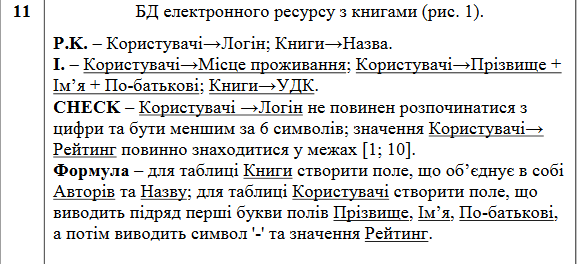 11
БД електронного ресурсу з книгами (рис. 1).
P.K. – Користувачі→Логін; Книги→Назва.
I. – Користувачі→Місце проживання; Користувачі→Прізвище +
Ім’я + По-батькові; Книги→УДК.
CHECK – Користувачі →Логін не повинен розпочинатися з
цифри та бути меншим за 6 символів; значення Користувачі→
Рейтинг повинно знаходитися у межах [1; 10].
Формула – для таблиці Книги створити поле, що об’єднує в собі
Авторів та Назву; для таблиці Користувачі створити поле, що
виводить підряд перші букви полів Прізвище, Ім’я, По-батькові,
а потім виводить символ '-' та значення Рейтинг.